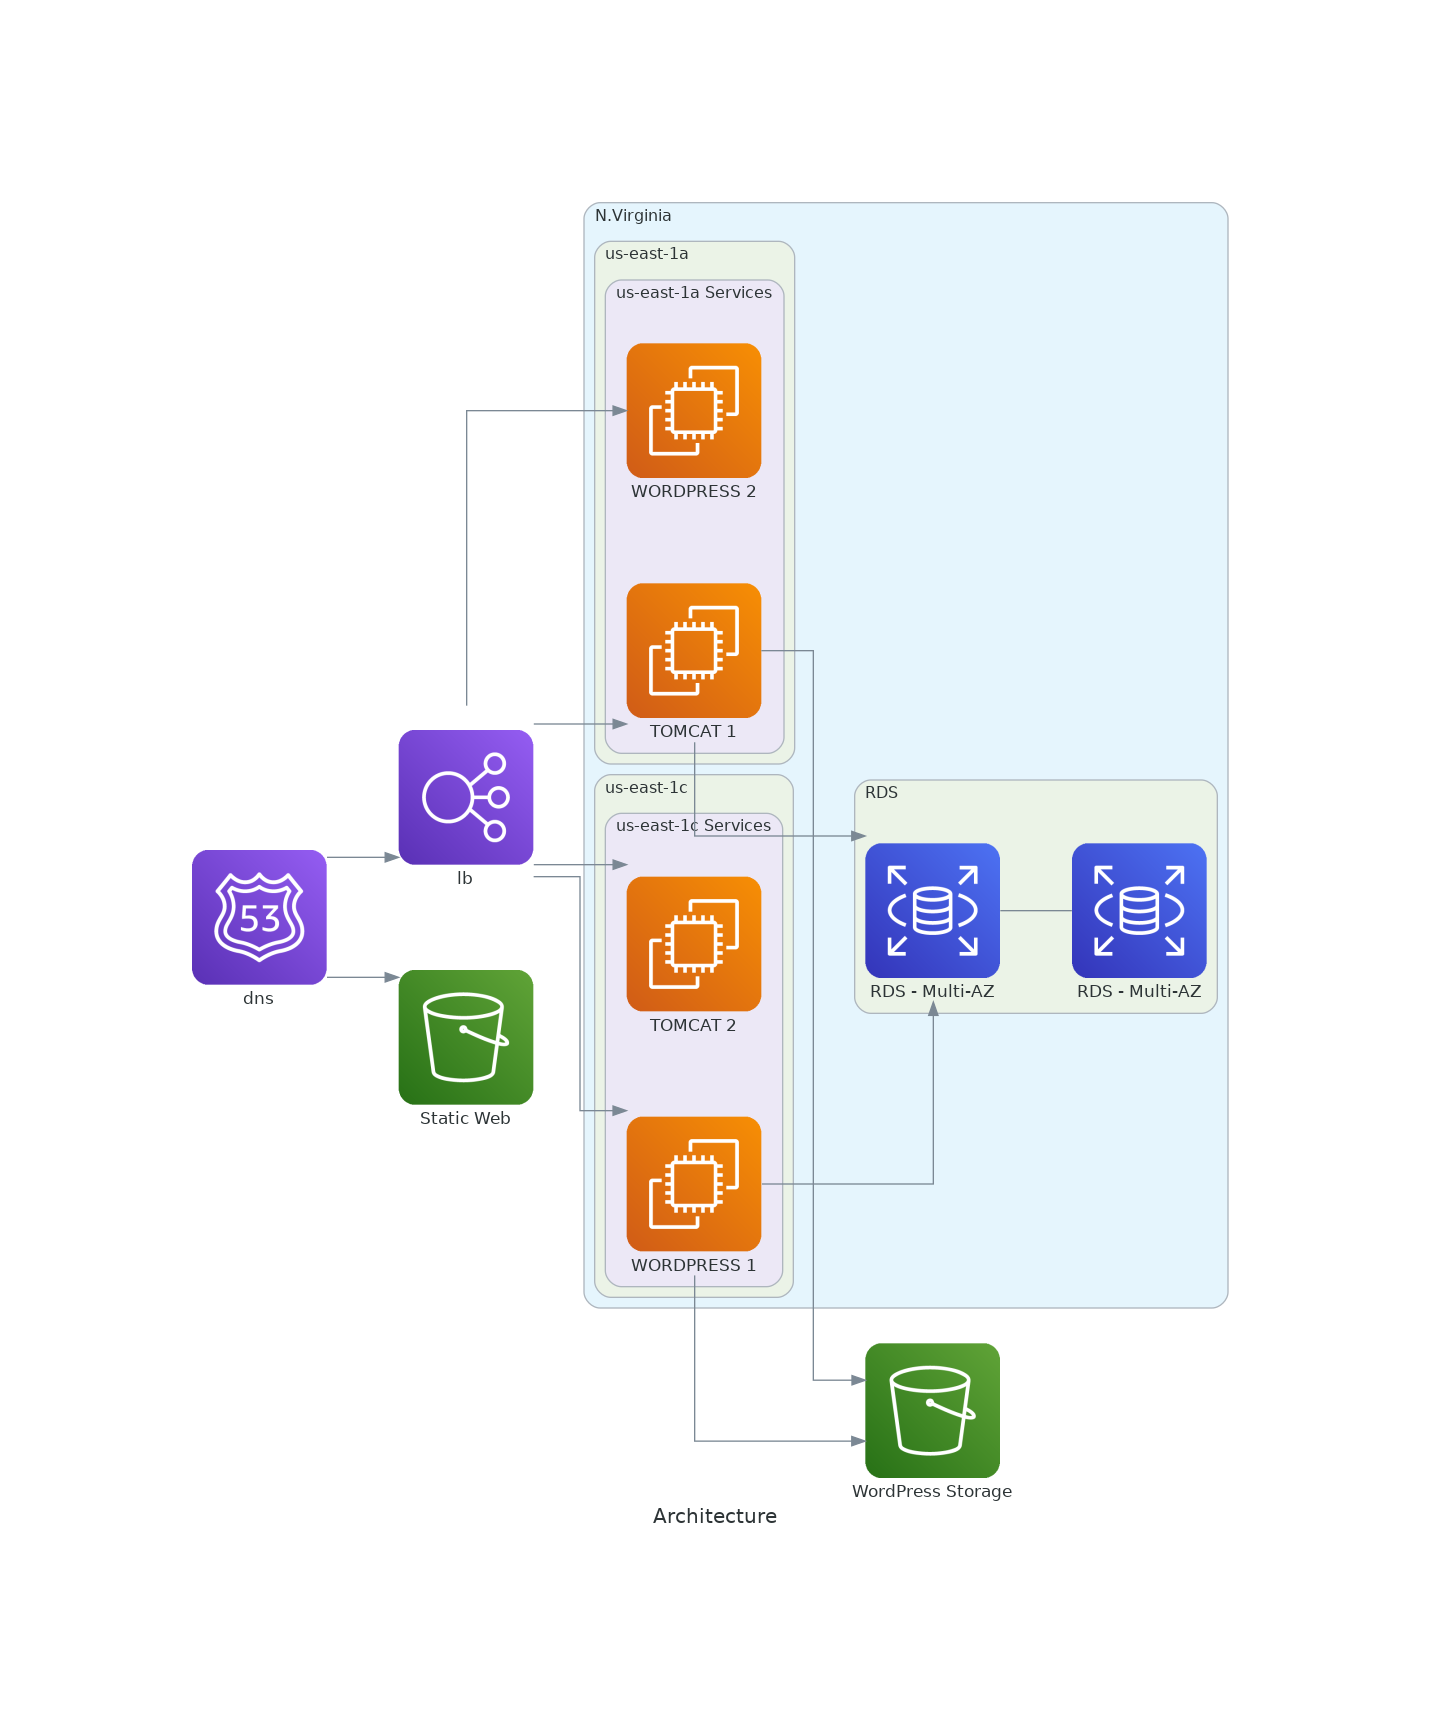 N.Virginia
us-east-1a
us-east-1a Services
WORDPRESS 2
TOMCAT 1
us-east-1c
us-east-1c Services
RDS
lb
53
dns
RDS - Multi-AZ
RDS - Multi-AZ
TOMCAT 2
Static Web
WORDPRESS 1
WordPress Storage
Architecture